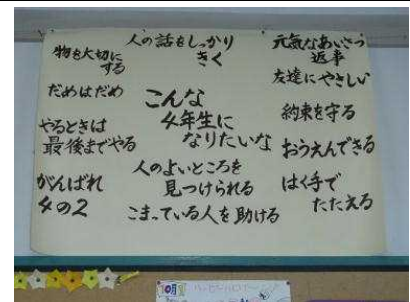 人の話をしっかり
きく
元気なあいさつ
返事
物を大切に
する
友達にやさしい
だめはだめ
こんな
4年生に
なりたいな
約束を守る
やるときは
最後までやる
おうえんできる
人のよいところを
見つけられる
がんばれ
4の2
はく手で
たたえる
こまっている人を助ける
10月